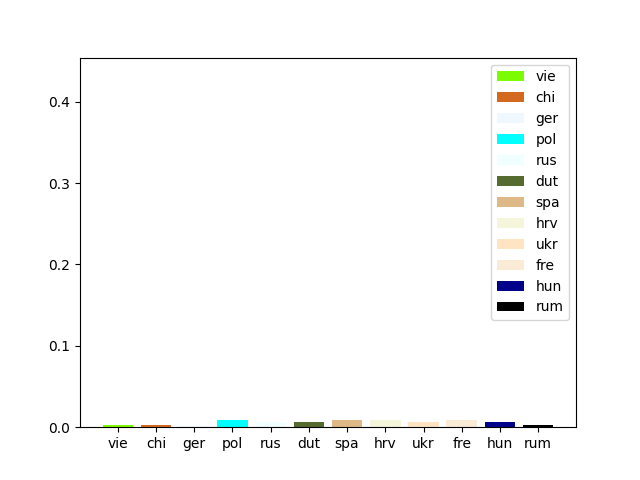 0.4
0.3
0.2
0.1
0.0
vie chi ger pol rus dut spa hrv ukr fre hun rum
vie
chi
ger
pol
rus
dut
spa
hrv
ukr
fre
hun
rum